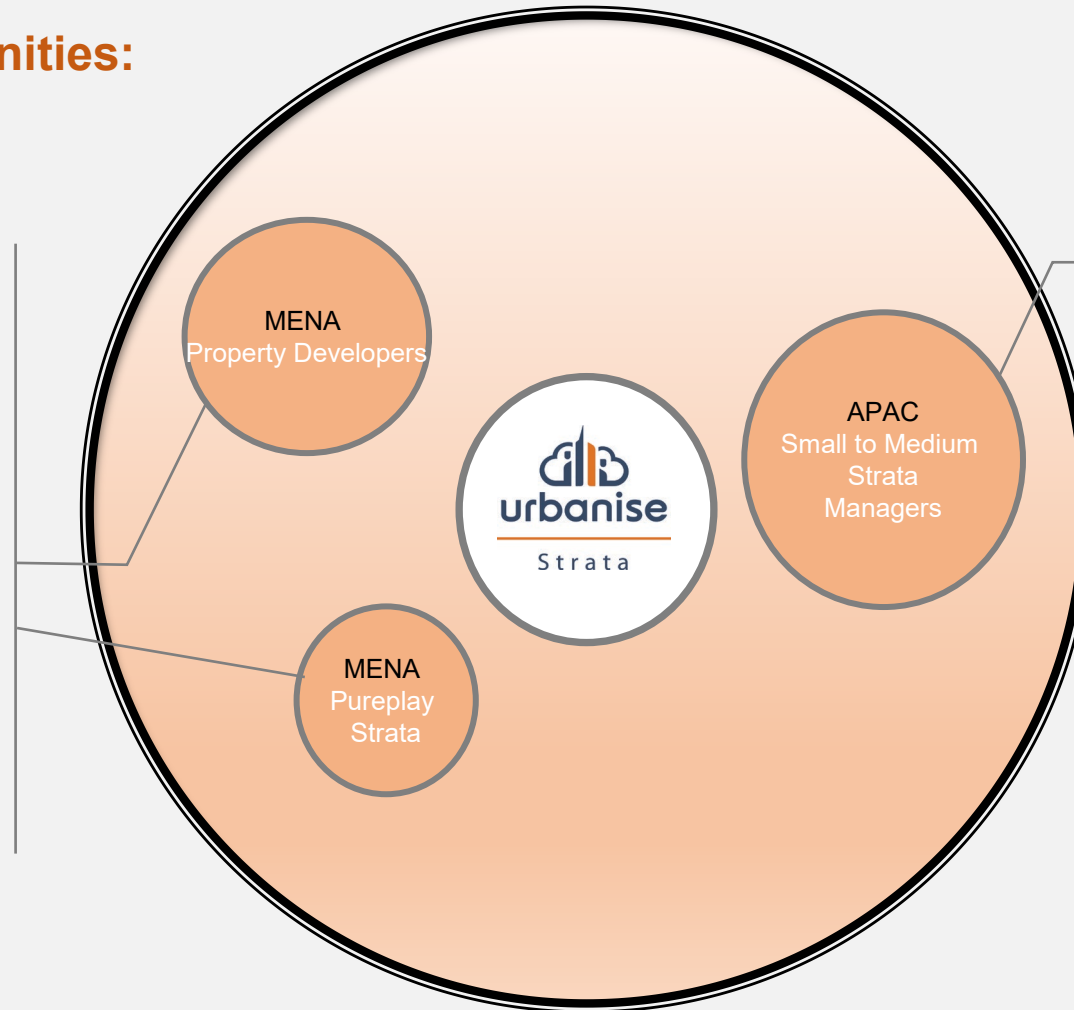 nities:
MENA
Property Developers
APAC
Small to Medium
Strata
Managers
urbanise
Strata
MENA
Pureplay
Strata